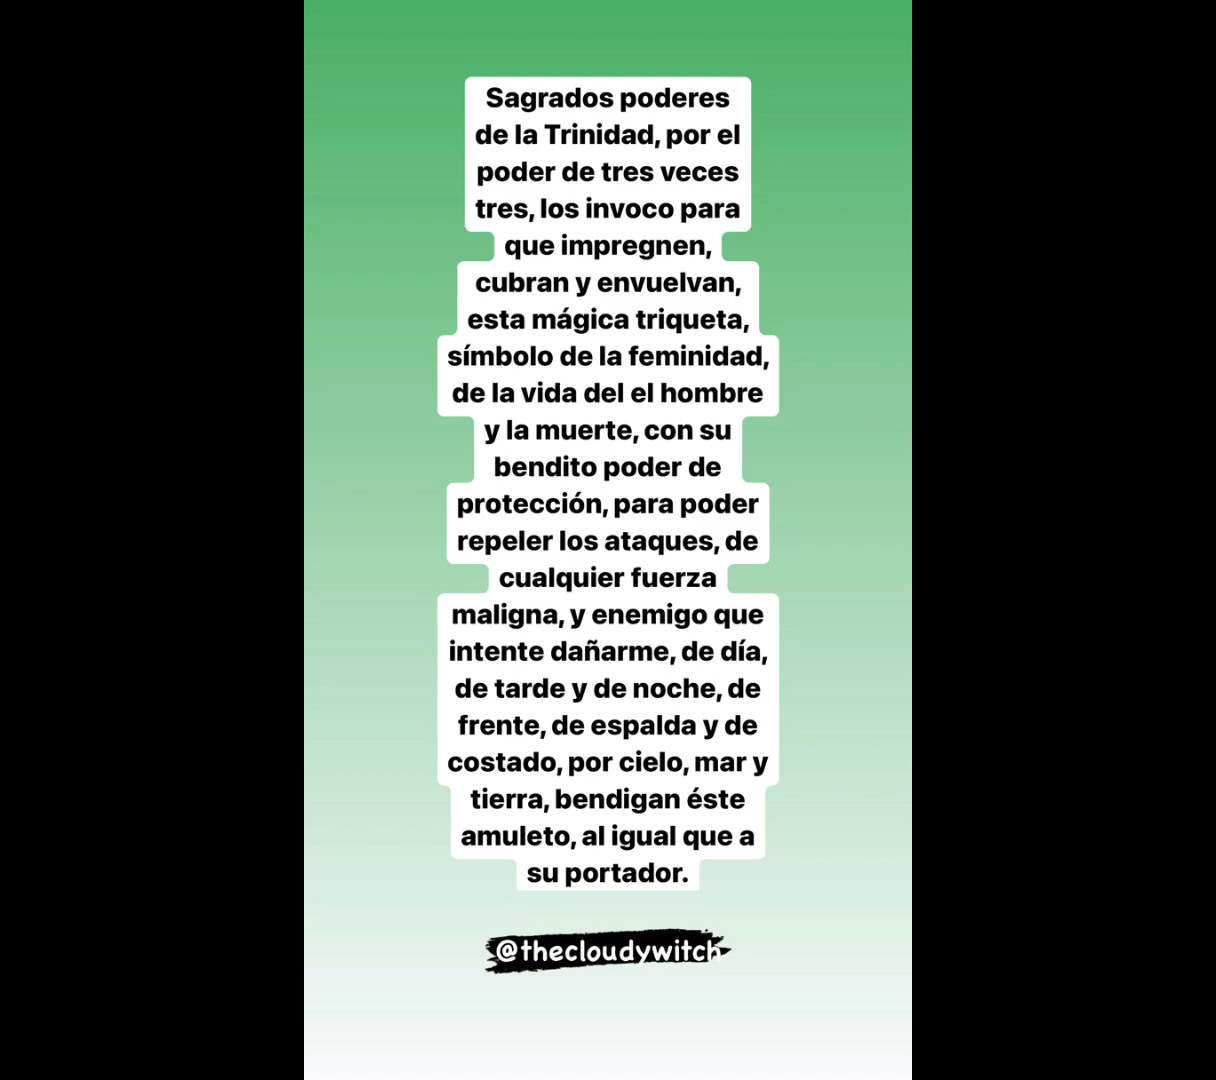 Sagrados poderes
de la Trinidad, por el
poder de tres veces
tres, los invoco para
que impregnen,
cubran y envuelvan,
esta mágica triqueta,
símbolo de la feminidad,
de la vida del el hombre
y la muerte, con su
bendito poder de
protección, para poder
repeler los ataques, de
cualquier fuerza
maligna, y enemigo que
intente dañarme, de día,
de tarde y de noche, de
frente, de espalda y de
costado, por cielo, mar y
tierra, bendigan éste
amuleto, al igual que a
su portador.
@thecloudywitch